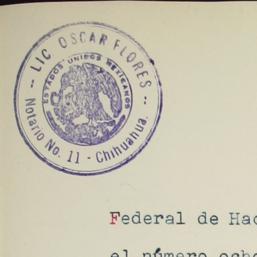 LIC OSCAR FLORES
ESTADOS UNIDOS MEXICANOS
Notario No. 11 - Chihuahua.
Federal de Hac
el número ocho